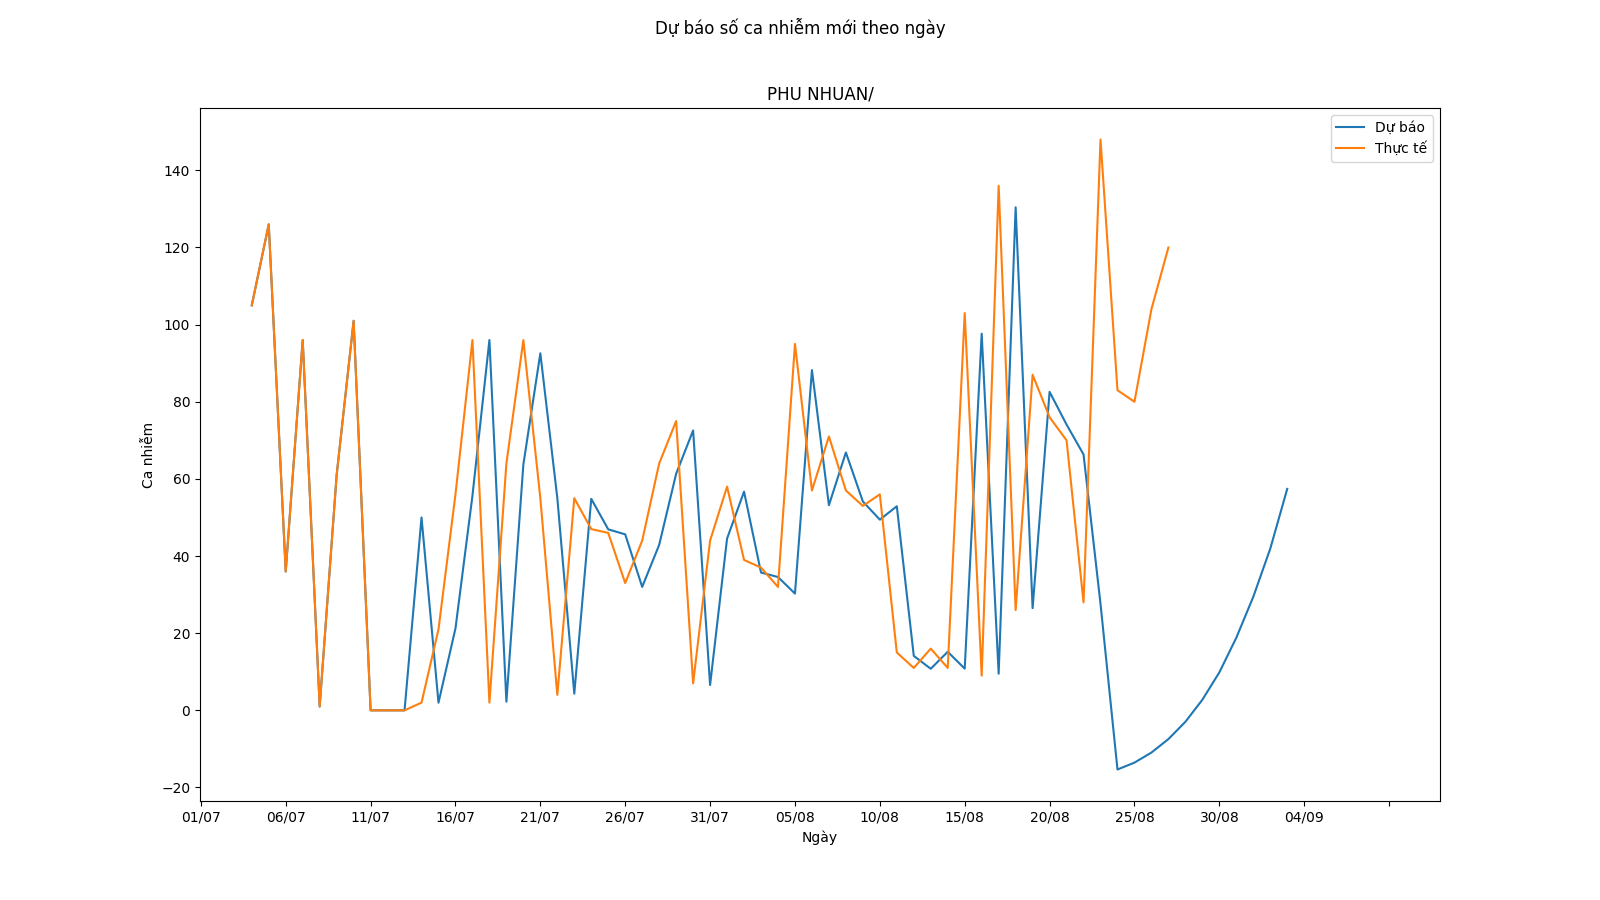 Dự báo số ca nhiễm mới theo ngày
PHU NHUAN/
Dự báo
Thực tế
140
120
100
80
60
40
20
0
−20
Ca nhiễm
01/07 06/07 11/07 16/07 21/07 26/07 31/07 05/08 10/08 15/08 20/08 25/08 30/08 04/09
Ngày